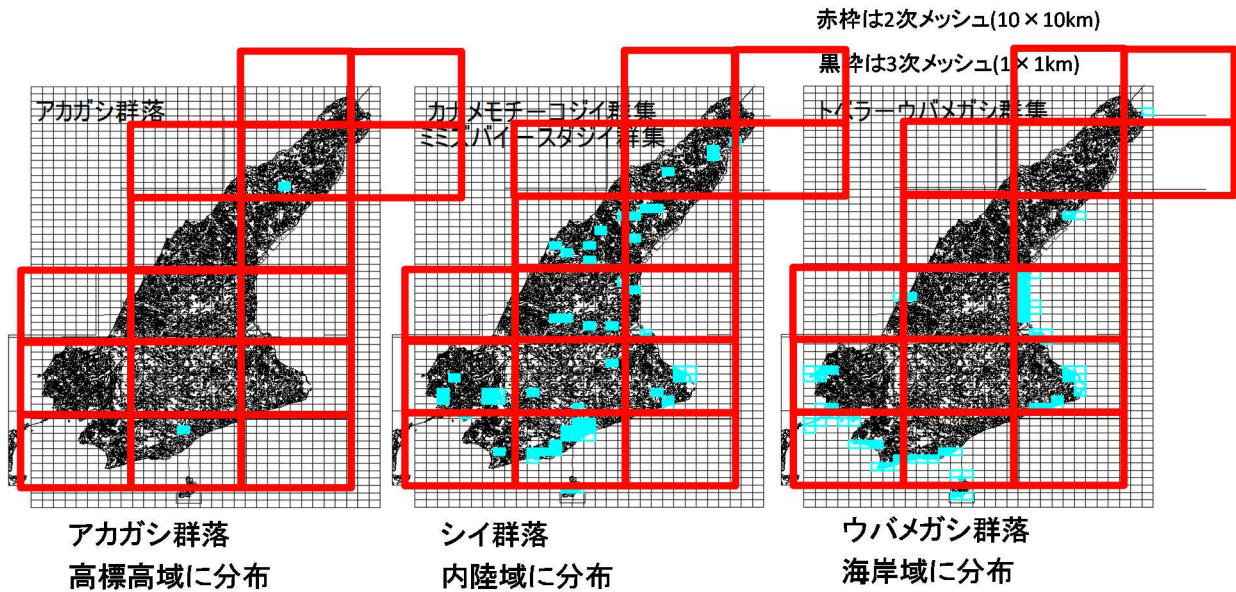 赤枠は2次メッシュ(10×10km)
黒枠は3次メッシュ(1×1km)
アカガシ群落
カナメモチーコジイ群集
ミミズバイースダジイ群集
トベラーウバメガシ群集
アカガシ群落
高標高域に分布
シイ群落
内陸域に分布
ウバメガシ群落
海岸域に分布